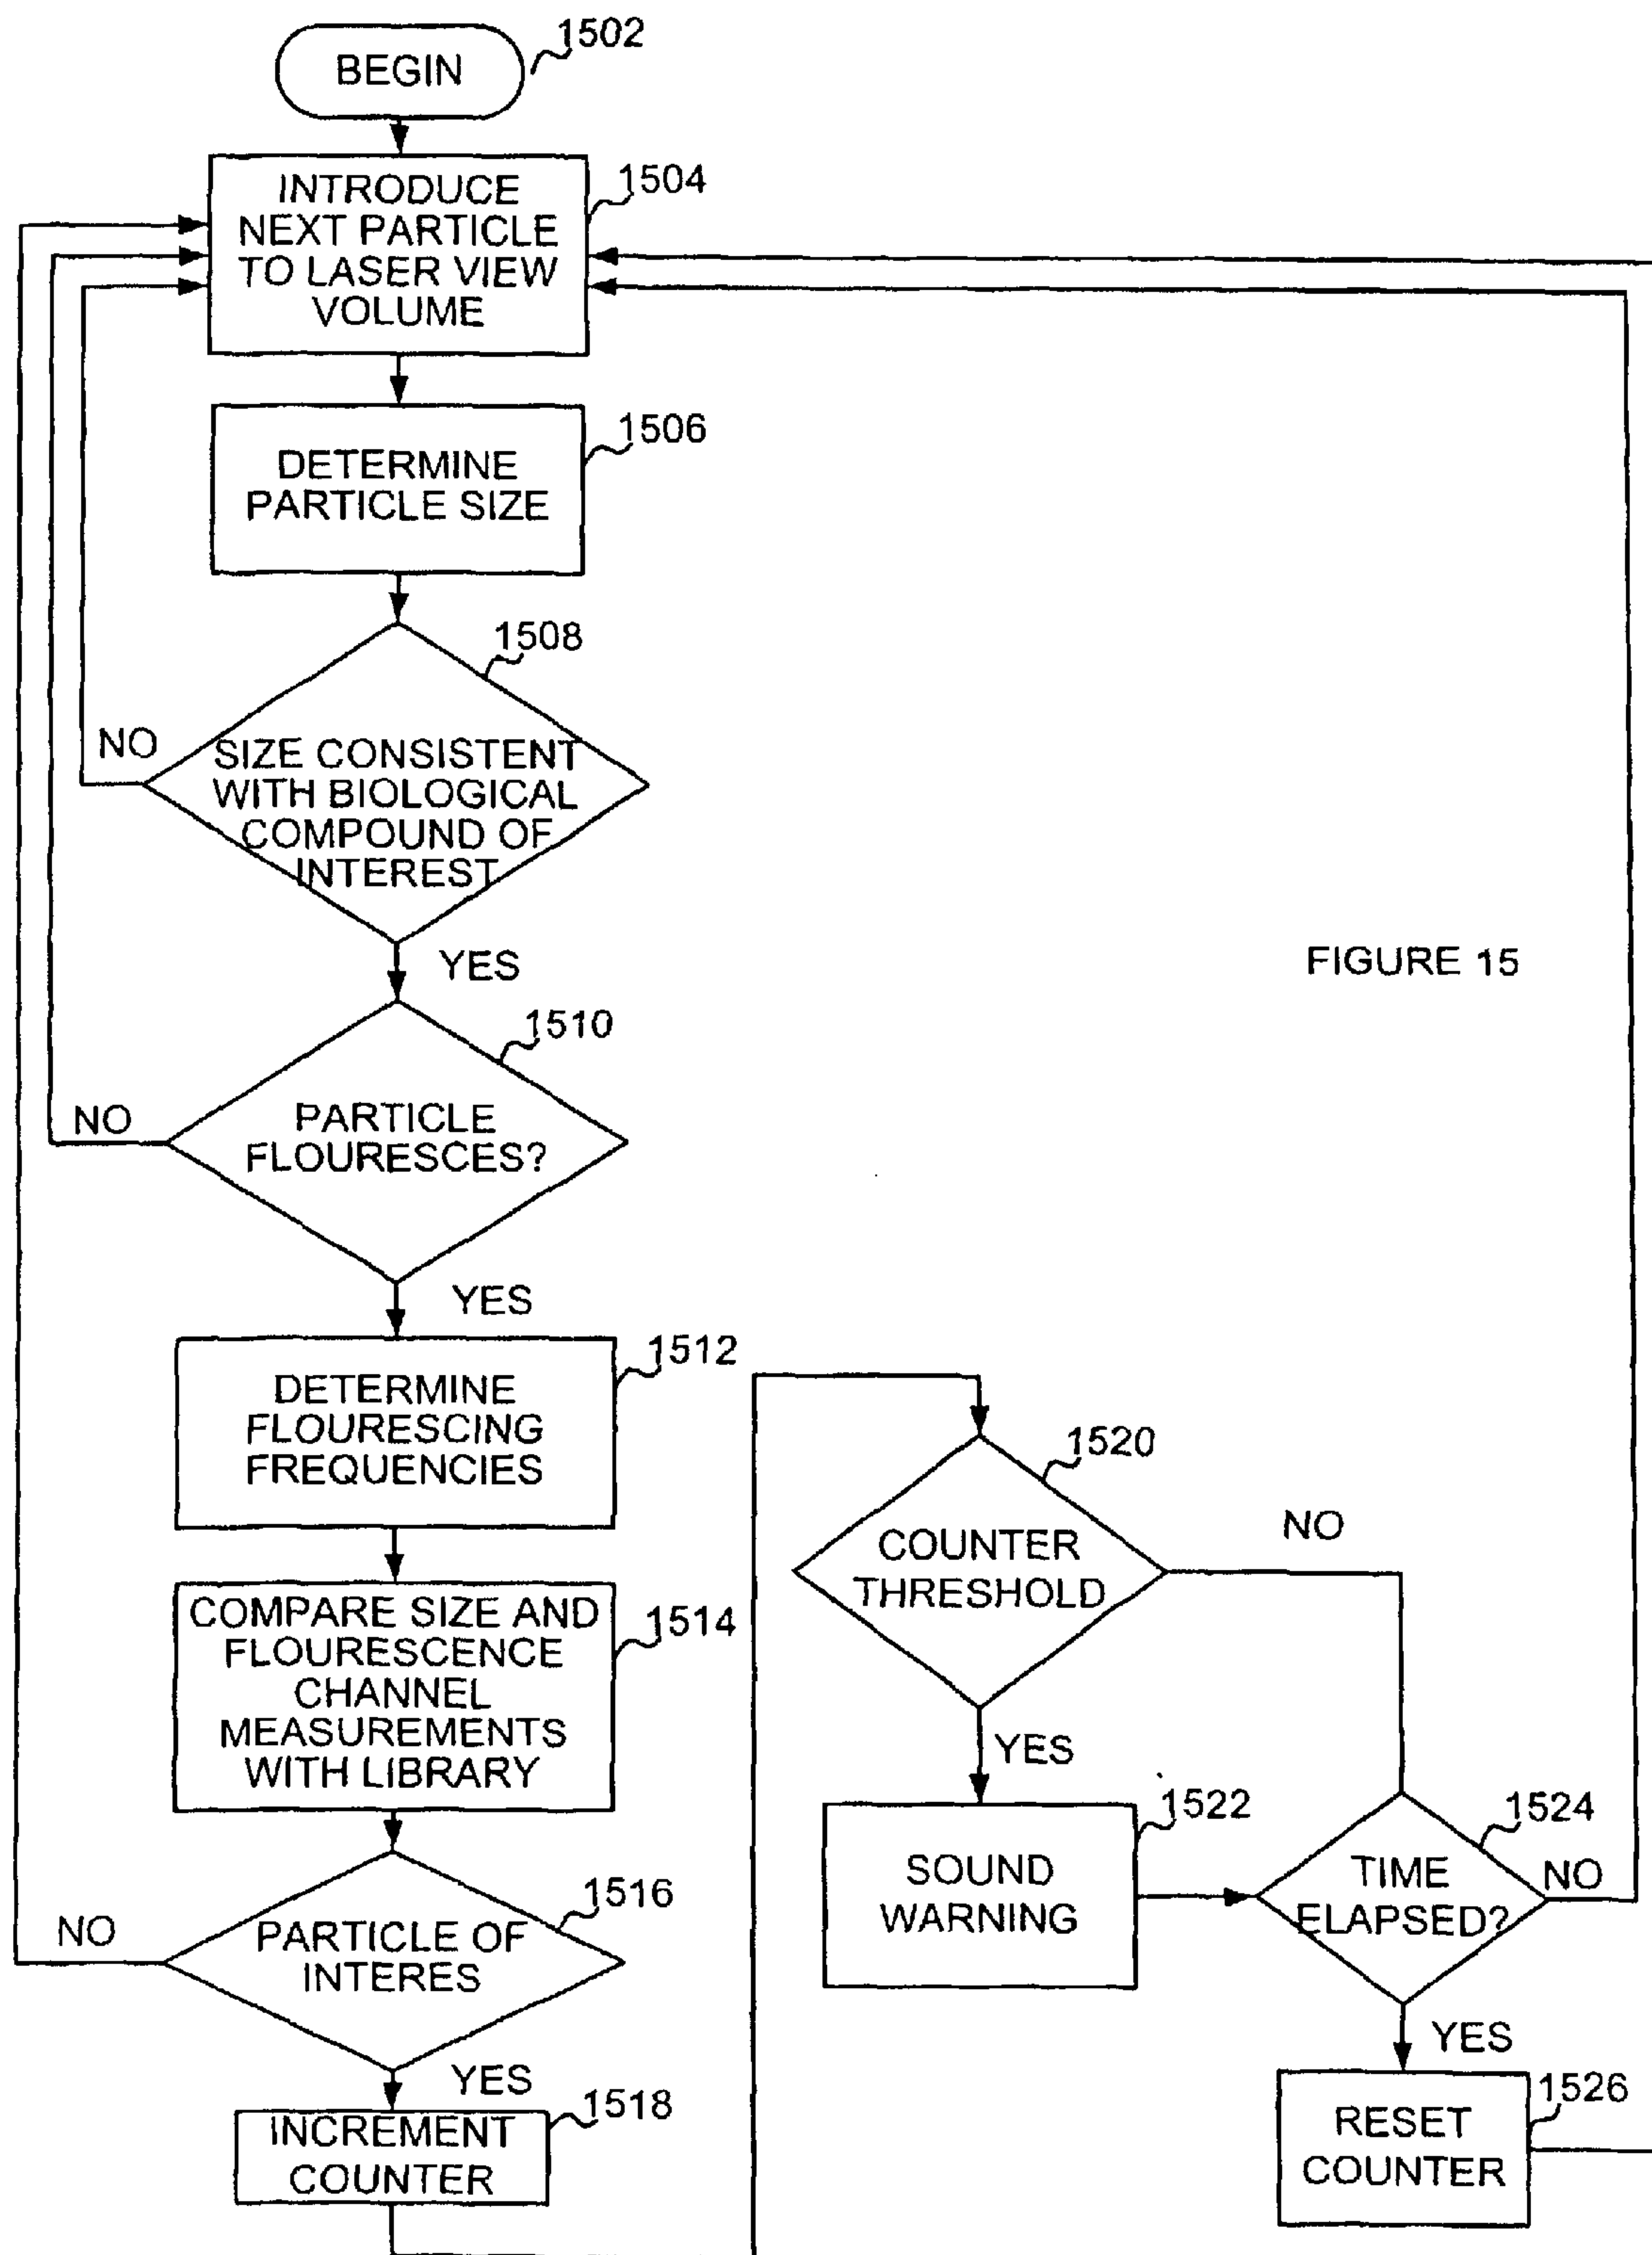 BEGIN
1502
INTRODUCE
NEXT PARTICLE
TO LASER VIEW
VOLUME
1504
DETERMINE
PARTICLE SIZE
1506
1508
SIZE CONSISTENT
WITH BIOLOGICAL
COMPOUND OF
INTEREST
NO
YES
FIGURE 15
1510
PARTICLE
FLOURESCES?
NO
YES
1512
DETERMINE
FLOURESCING
FREQUENCIES
1514
COMPARE SIZE AND
FLOURESCENCE
CHANNEL
MEASUREMENTS
WITH LIBRARY
1516
PARTICLE OF
INTERES
NO
YES
1518
INCREMENT
COUNTER
1520
COUNTER
THRESHOLD
NO
YES
1522
SOUND
WARNING
1524
TIME
ELAPSED?
NO
YES
1526
RESET
COUNTER